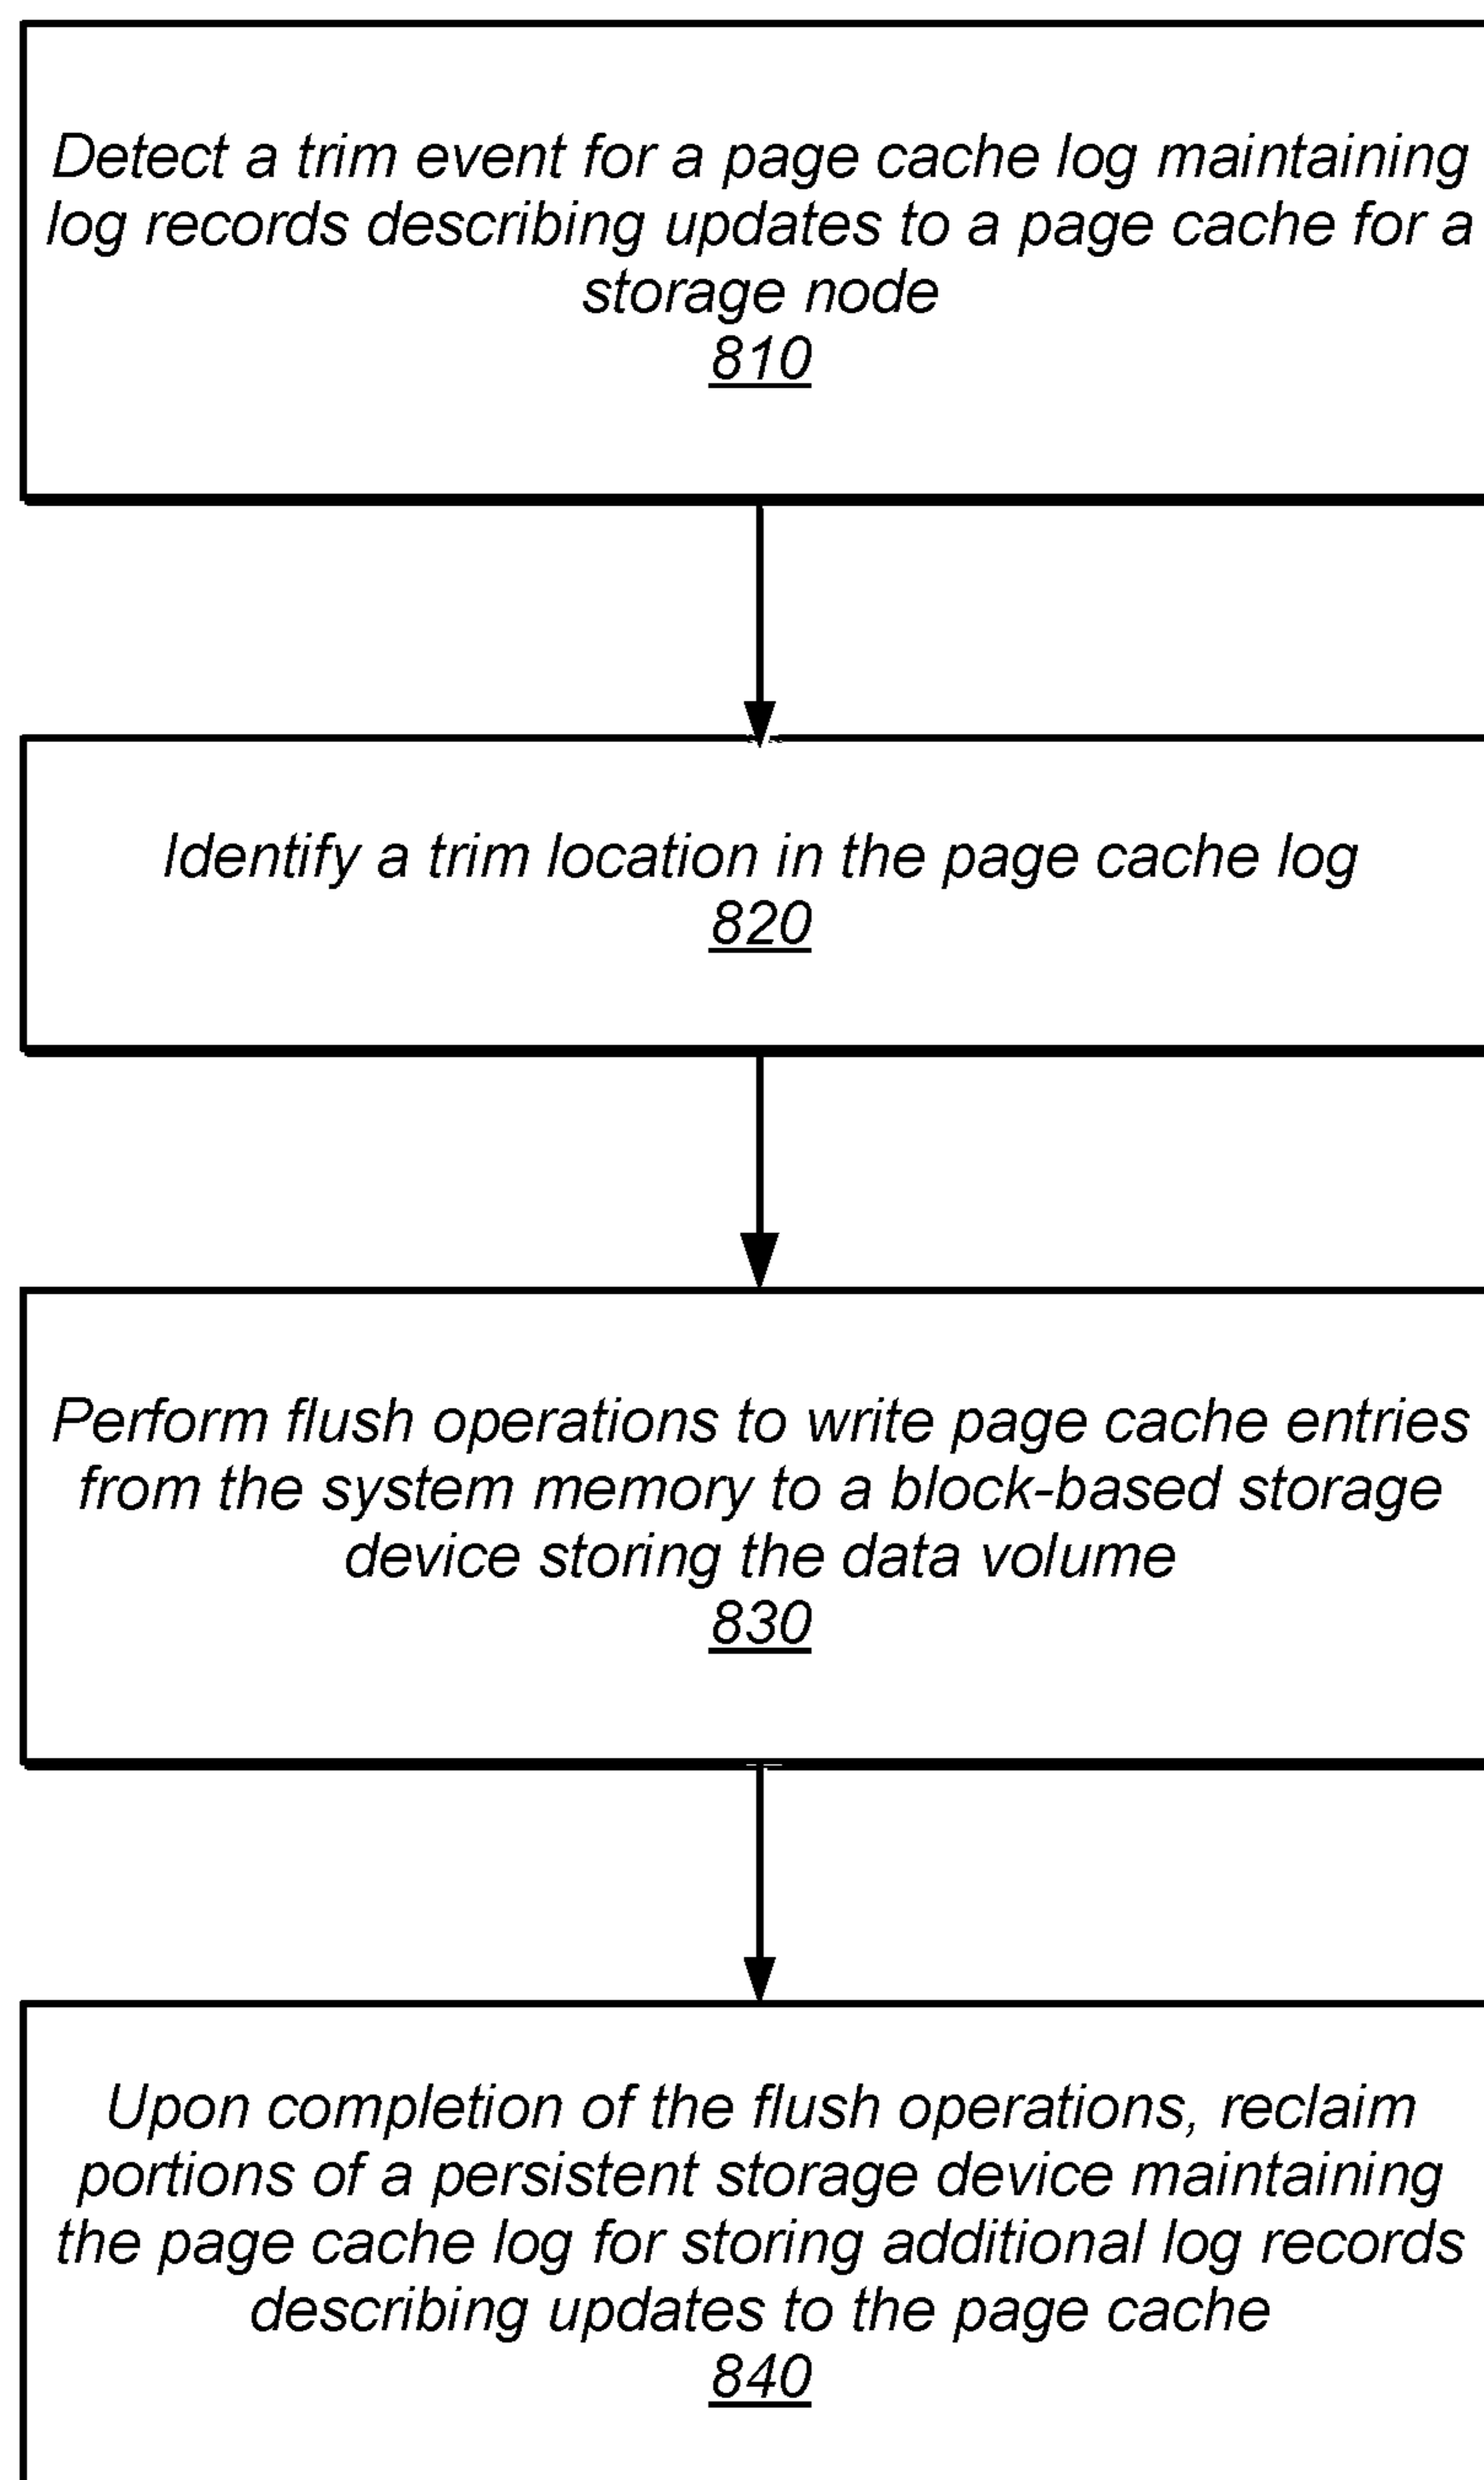 Detect a trim event for a page cache log maintaining
log records describing updates to a page cache for a
storage node
810
Identify a trim location in the page cache log
820
Perform flush operations to write page cache entries
from the system memory to a block-based storage
device storing the data volume
830
Upon completion of the flush operations, reclaim
portions of a persistent storage device maintaining
the page cache log for storing additional log records
describing updates to the page cache
840